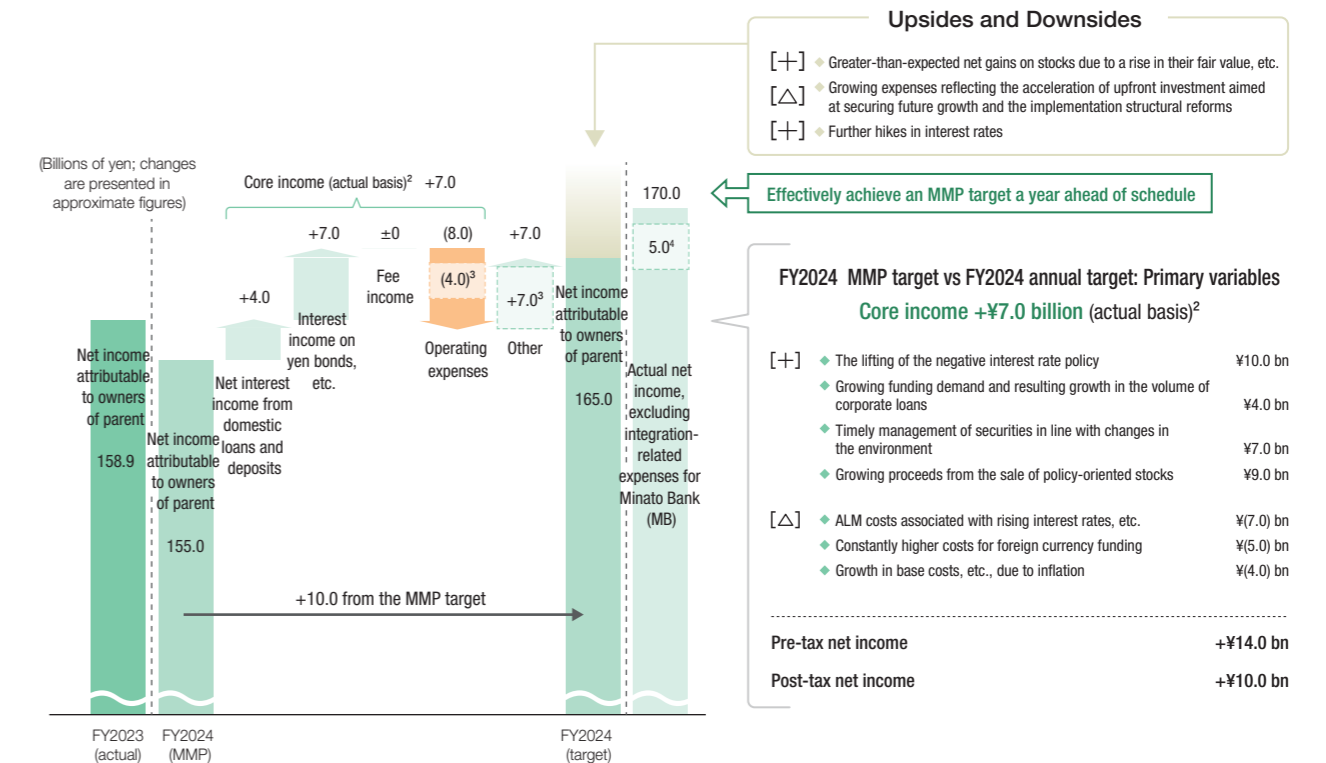 Upsides and Downsides
[+] ◆ Greater-than-expected net gains on stocks due to a rise in their fair value, etc.
[△] ◆ Growing expenses reflecting the acceleration of upfront investment aimed
at securing future growth and the implementation structural reforms
[+] ◆ Further hikes in interest rates
(Billions of yen; changes
are presented in
approximate figures)
Core income (actual basis)² +7.0
170.0
Effectively achieve an MMP target a year ahead of schedule
+4.0
+7.0
±0
(8.0)
+7.0
5.0⁴
(4.0)³
+7.0³
Net interest
income from
domestic
loans and
deposits
Interest
income on
yen bonds,
etc.
Fee
income
Operating
expenses
Other
Net income
attributable
to owners
of parent
158.9
Net income
attributable
to owners
of parent
155.0
Net income
attributable
to owners
of parent
165.0
Actual net
income,
excluding
integration-
related
expenses for
Minato Bank
(MB)
+10.0 from the MMP target
FY2023
(actual)
FY2024
(MMP)
FY2024
(target)
FY2024 MMP target vs FY2024 annual target: Primary variables
Core income +¥7.0 billion (actual basis)²
[+] ◆ The lifting of the negative interest rate policy ¥10.0 bn
◆ Growing funding demand and resulting growth in the volume of
corporate loans ¥4.0 bn
◆ Timely management of securities in line with changes in
the environment ¥7.0 bn
◆ Growing proceeds from the sale of policy-oriented stocks ¥9.0 bn
[△] ◆ ALM costs associated with rising interest rates, etc. ¥(7.0) bn
◆ Constantly higher costs for foreign currency funding ¥(5.0) bn
◆ Growth in base costs, etc., due to inflation ¥(4.0) bn
Pre-tax net income +¥14.0 bn
Post-tax net income +¥10.0 bn